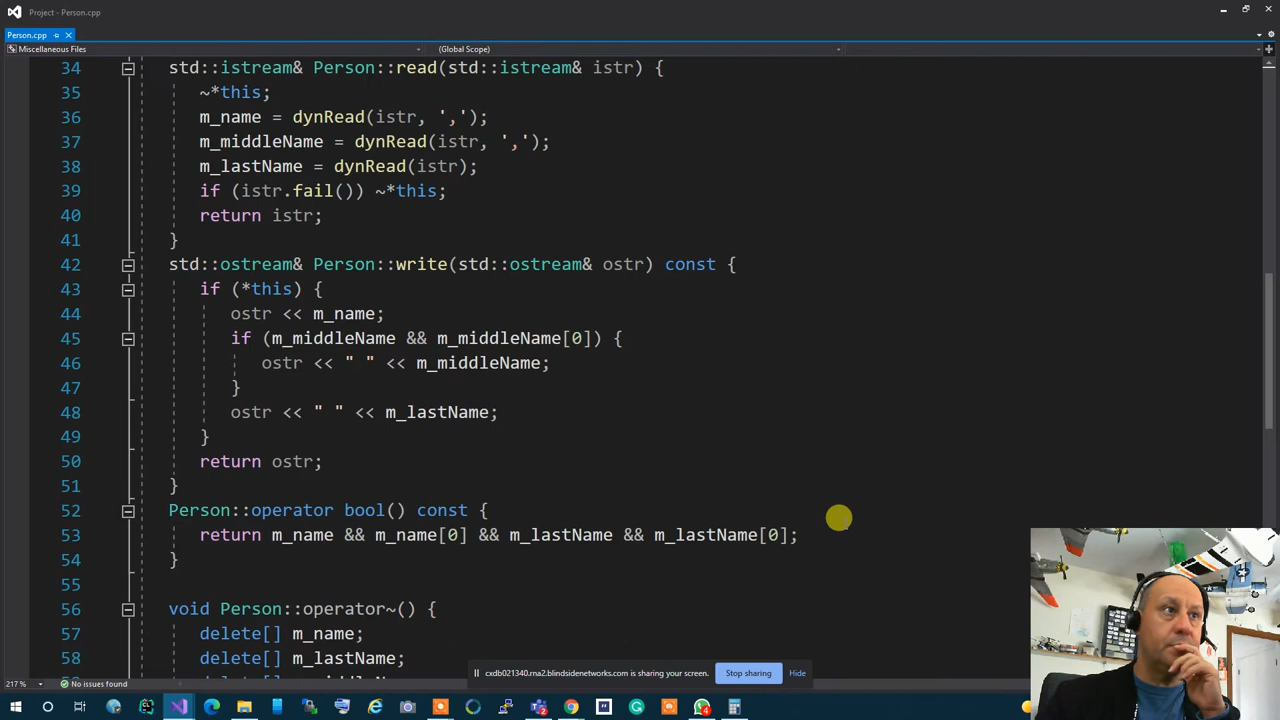 Project - Person.cpp
Person.cpp
Miscellaneous Files
(Global Scope)
34 std::istream& Person::read(std::istream& istr) {
35 ~*this;
36 m_name = dynRead(istr, ',');
37 m_middleName = dynRead(istr, ',');
38 m_lastName = dynRead(istr);
39 if (istr.fail()) ~*this;
40 return istr;
41 }
42 std::ostream& Person::write(std::ostream& ostr) const {
43 if (*this) {
44 ostr << m_name;
45 if (m_middleName && m_middleName[0]) {
46 ostr << " " << m_middleName;
47 }
48 ostr << " " << m_lastName;
49 }
50 return ostr;
51 }
52 Person::operator bool() const {
53 return m_name && m_name[0] && m_lastName && m_lastName[0];
54 }
55
56 void Person::operator~() {
57 delete[] m_name;
58 delete[] m_lastName;
cxdb021340.rna2.blindsidenetworks.com is sharing your screen. Stop sharing Hide
217 % No issues found